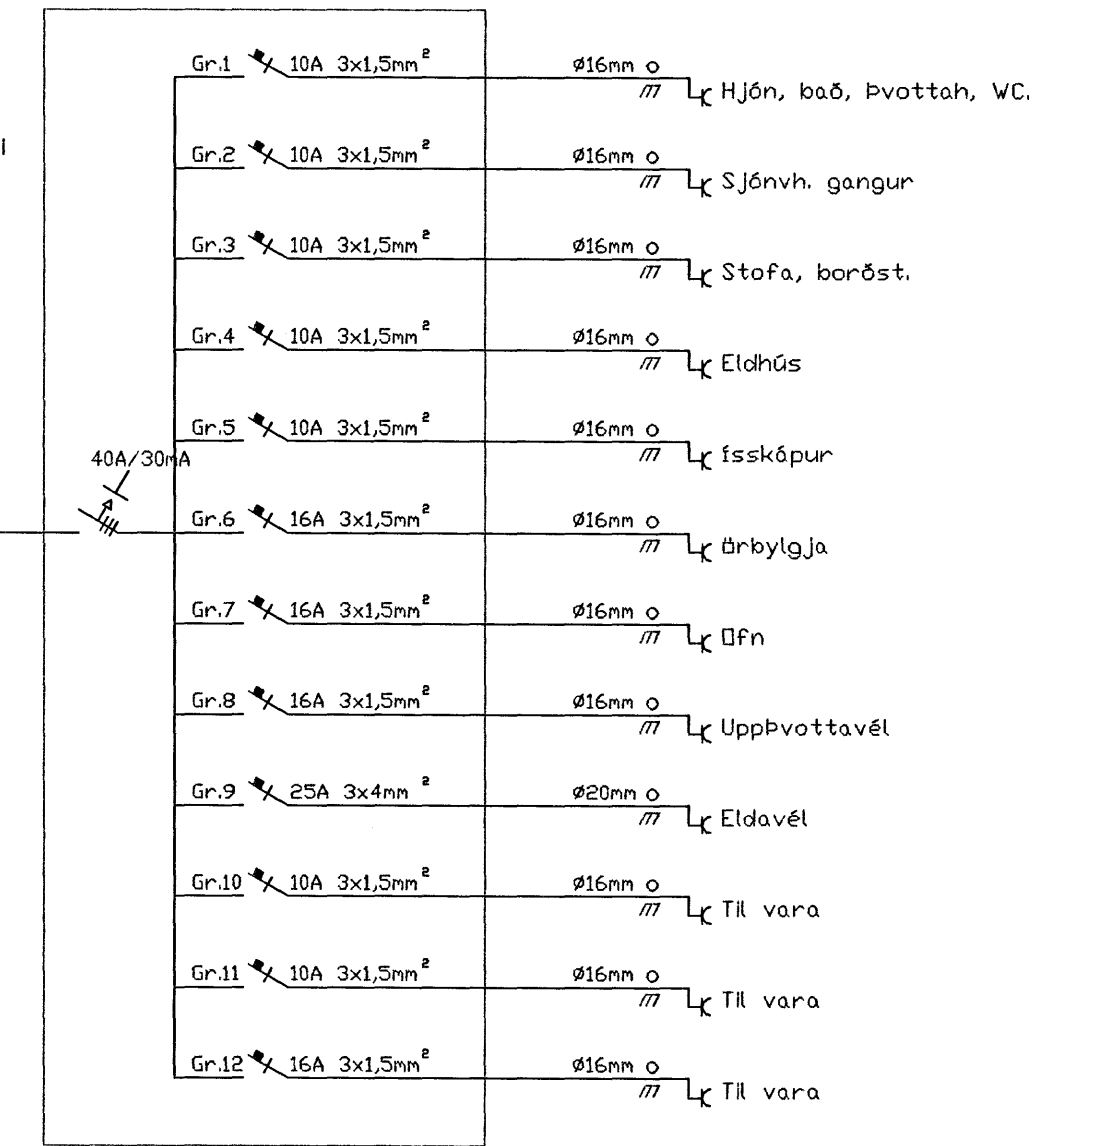 Gr.1 10A 3x1,5mm² Ø16mm
Hjón, bað, Þvottah, WC.
Gr.2 10A 3x1,5mm² Ø16mm
Sjónvh. gangur
Gr.3 10A 3x1,5mm² Ø16mm
Stofa, borðst.
Gr.4 10A 3x1,5mm² Ø16mm
Eldhús
Gr.5 10A 3x1,5mm² Ø16mm
ísskápur
40A/30mA
Gr.6 16A 3x1,5mm² Ø16mm
örbylgja
Gr.7 16A 3x1,5mm² Ø16mm
Ofn
Gr.8 16A 3x1,5mm² Ø16mm
UppÞvottavél
Gr.9 25A 3x4mm² Ø20mm
Eldavél
Gr.10 10A 3x1,5mm² Ø16mm
Til vara
Gr.11 10A 3x1,5mm² Ø16mm
Til vara
Gr.12 16A 3x1,5mm² Ø16mm
Til vara